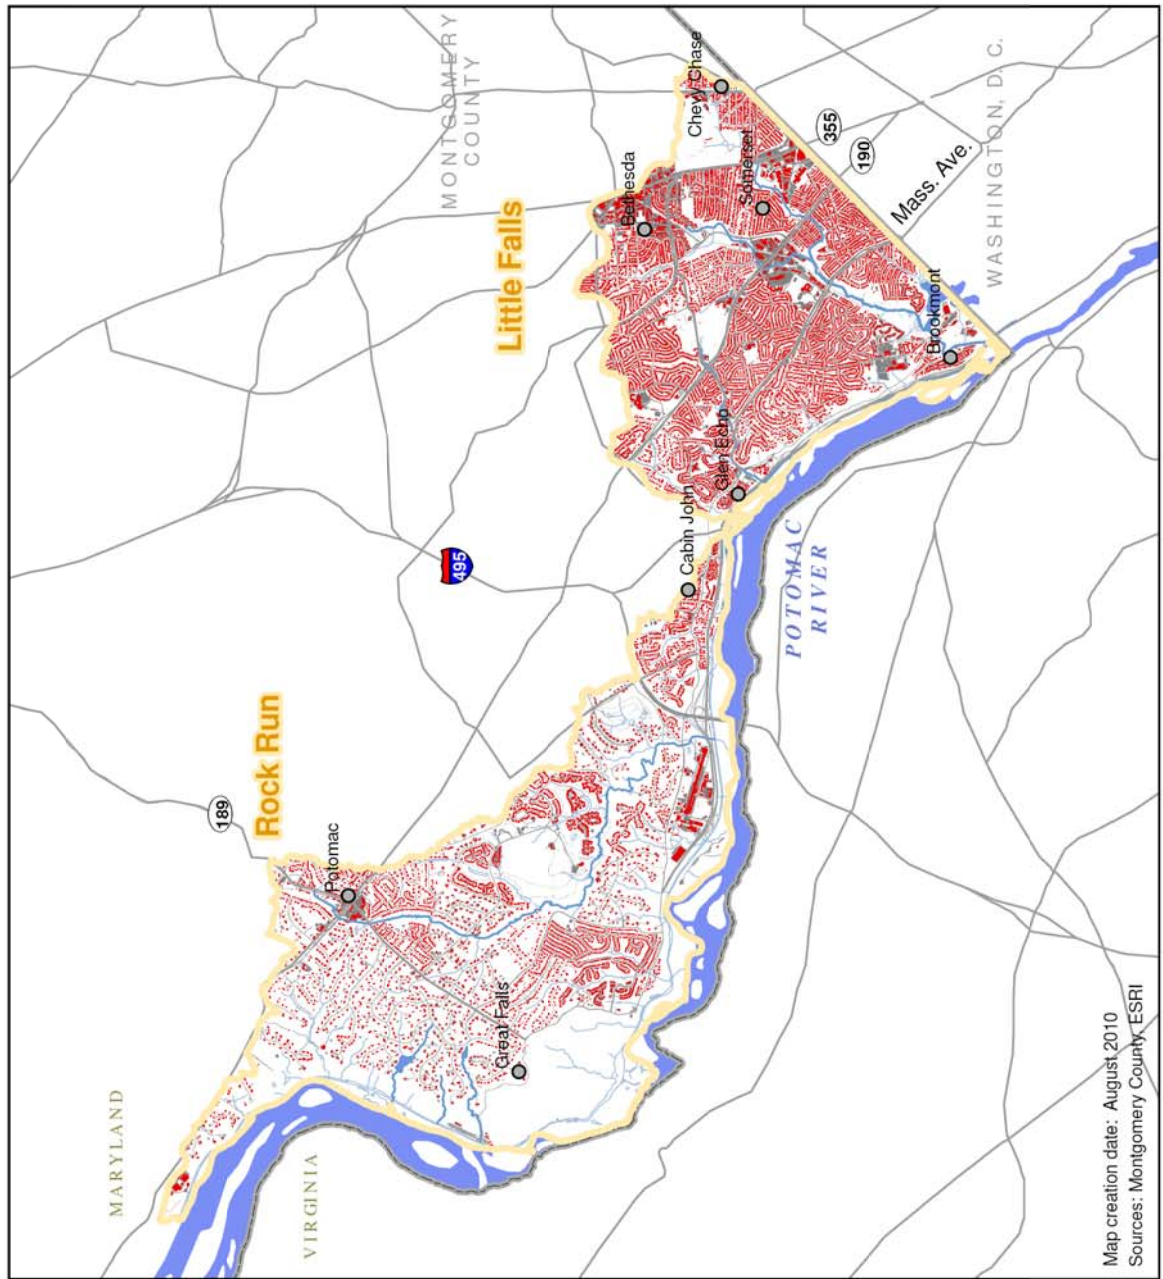 MONTGOMERY
COUNTY
Little Falls
Rock Run
189
495
Potomac
Great Falls
MARYLAND
VIRGINIA
Cabin John
Glen Echo
Bethesda
Somerset
Chevy Chase
Brookmont
355
190
Mass. Ave.
WASHINGTON, D. C.
POTOMAC
RIVER
Map creation date: August 2010
Sources: Montgomery County, ESRI